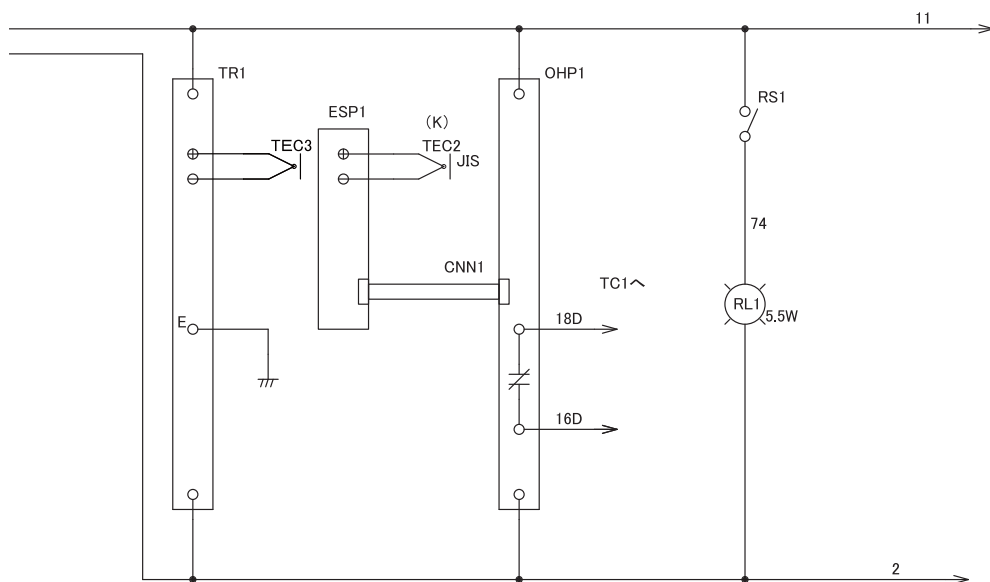 11
TR1
OHP1
ESP1
RS1
(K)
TEC3
TEC2
JIS
74
CNN1
TC1へ
RL1
5.5W
E
18D
16D
2